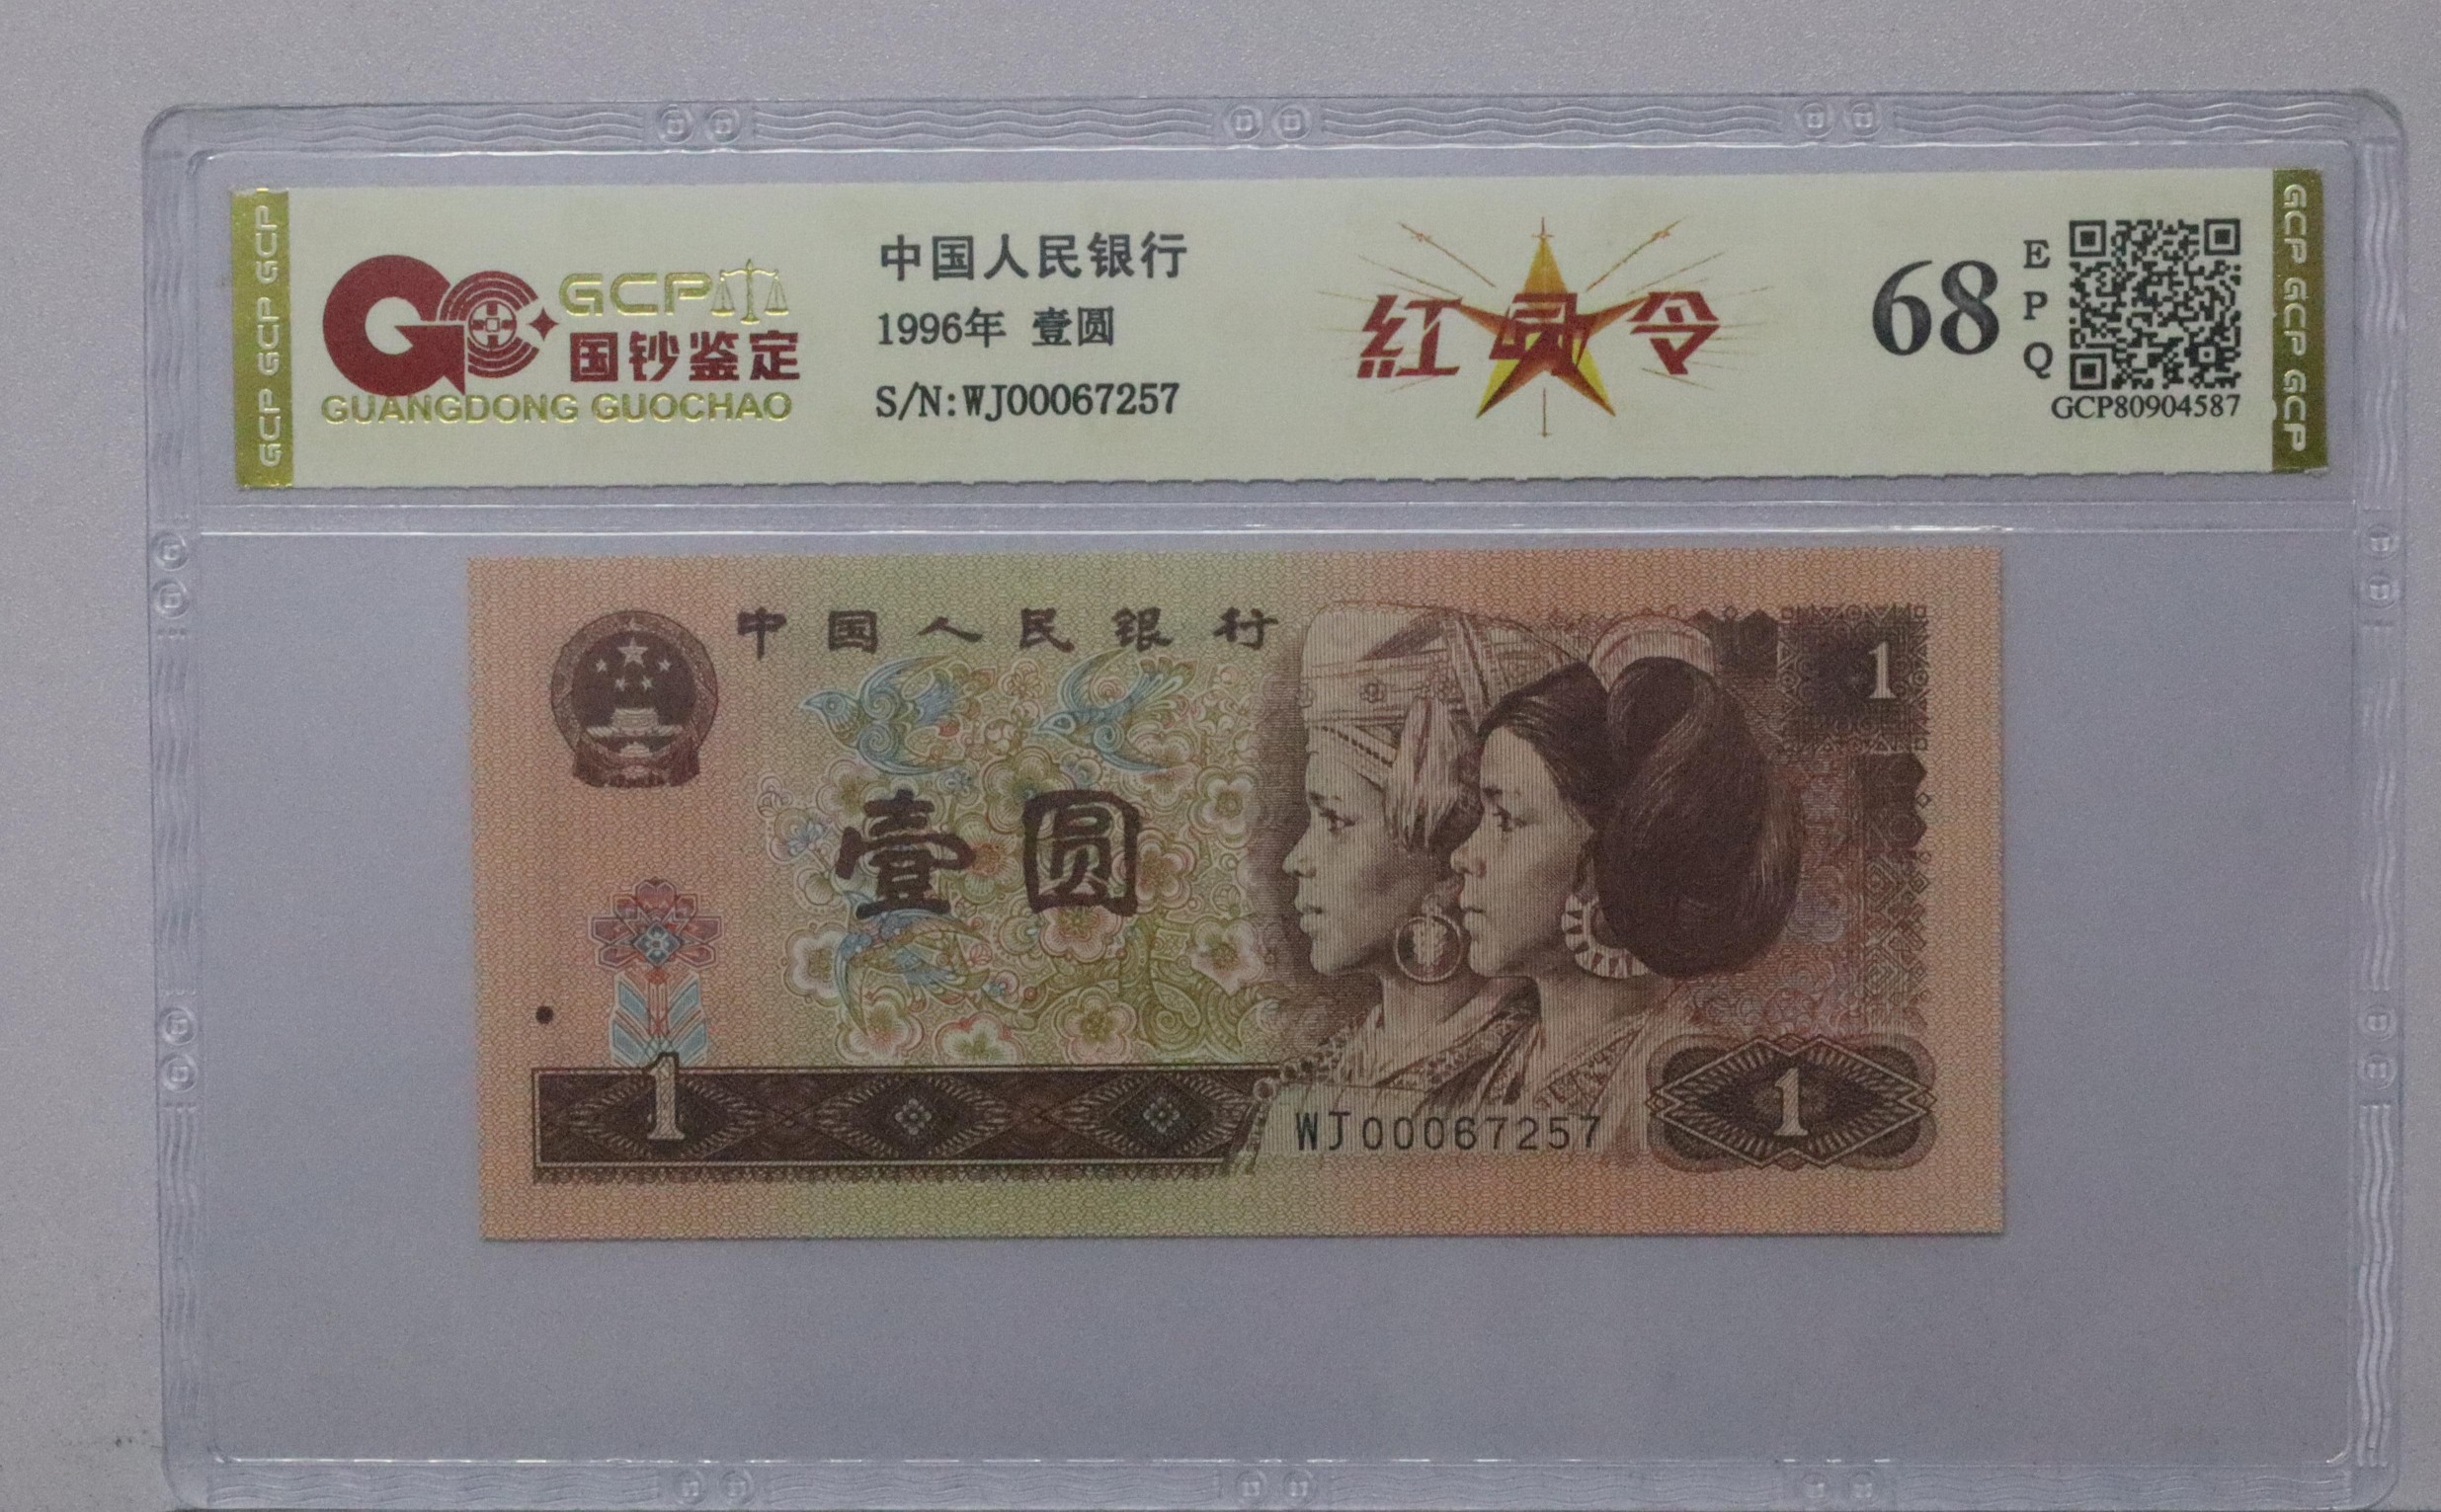 GCP GCP GCP
GCP
国钞鉴定
GUANGDONG GUOCHAO
中国人民银行
1996年 壹圆
S/N:WJ00067257
紅 令
68
E
P
Q
GCP80904587
GCP GCP GCP
中国人民银行
1
壹圆
1
WJ00067257
1